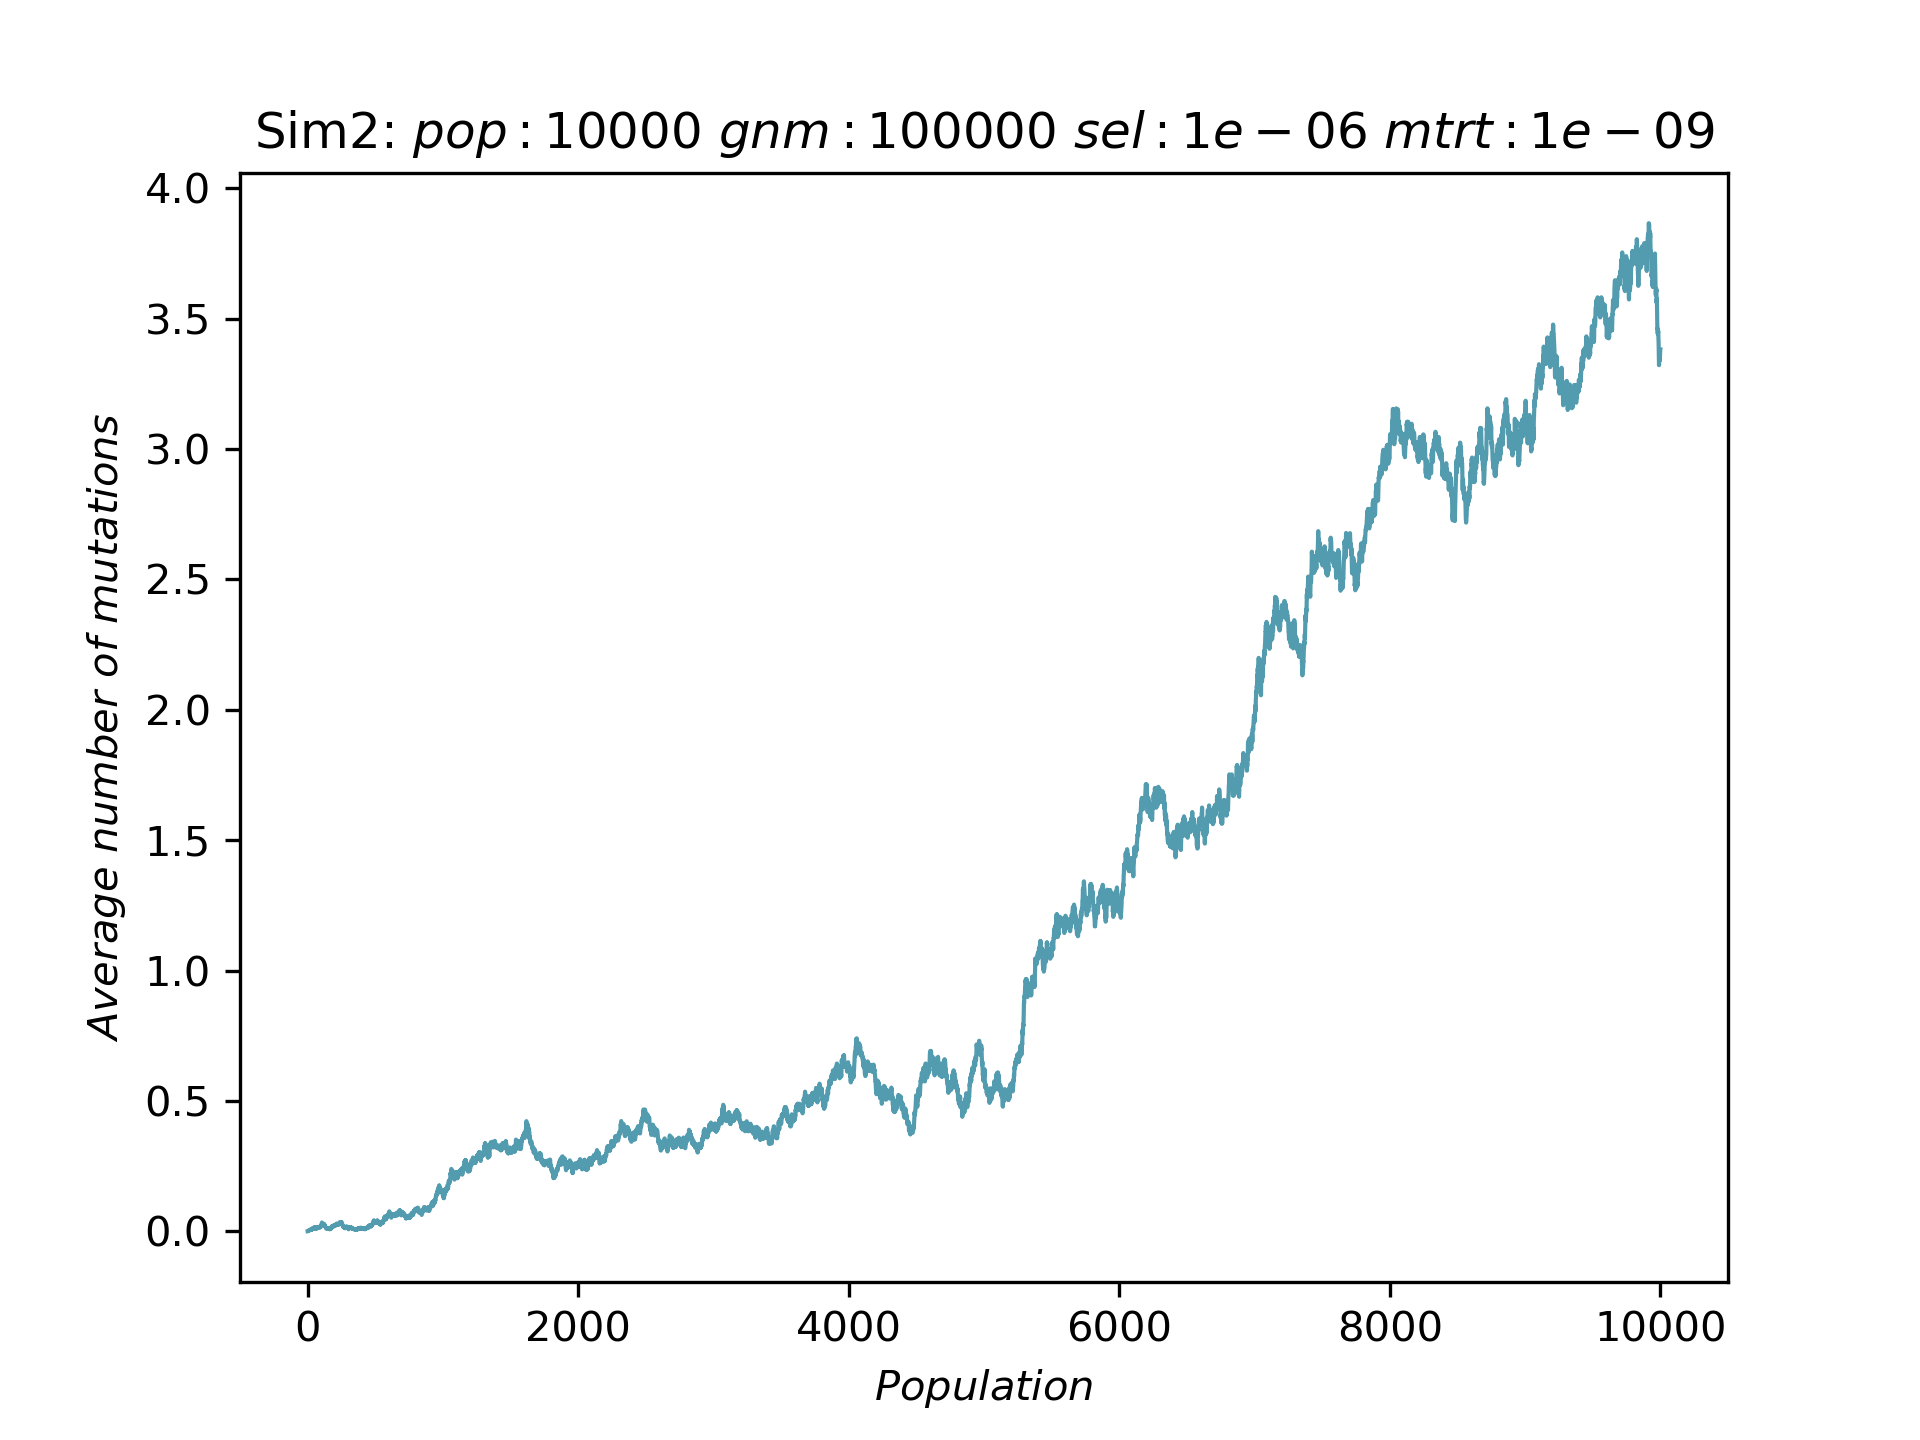 Sim2: pop : 10000 gnm : 100000 sel : 1e − 06 mtrt : 1e − 09
4.0
3.5
3.0
2.5
2.0
1.5
1.0
0.5
0.0
Average number of mutations
0 2000 4000 6000 8000 10000
Population